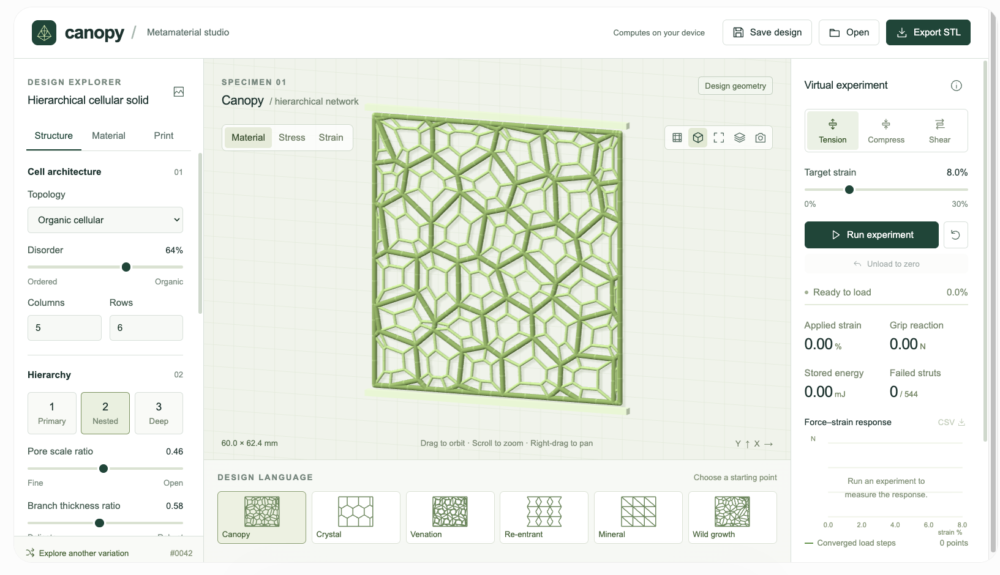 canopy / Metamaterial studio
Computes on your device
Save design
Open
Export STL
DESIGN EXPLORER
Hierarchical cellular solid
Structure
Material
Print
Cell architecture 01
Topology
Organic cellular
Disorder 64%
Ordered Organic
Columns Rows
5 6
Hierarchy 02
1 2 3
Primary Nested Deep
Pore scale ratio 0.46
Fine Open
Branch thickness ratio 0.58
Explore another variation #0042
SPECIMEN 01
Canopy / hierarchical network
Design geometry
Material Stress Strain
60.0 × 62.4 mm
Drag to orbit · Scroll to zoom · Right-drag to pan
Y ↑ X →
DESIGN LANGUAGE
Choose a starting point
Canopy
Crystal
Venation
Re-entrant
Mineral
Wild growth
Virtual experiment
Tension Compress Shear
Target strain 8.0%
0% 30%
Run experiment
Unload to zero
Ready to load 0.0%
Applied strain Grip reaction
0.00 % 0.00 N
Stored energy Failed struts
0.00 mJ 0 / 544
Force–strain response CSV
N
Run an experiment to
measure the response.
0.0 2.0 4.0 6.0 8.0
strain %
Converged load steps 0 points